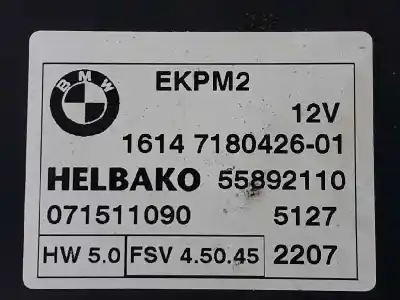 BMW
EKPM2
12V
1614 7180426-01
HELBAKO 55892110
071511090 5127
HW 5.0 FSV 4.50.45 2207